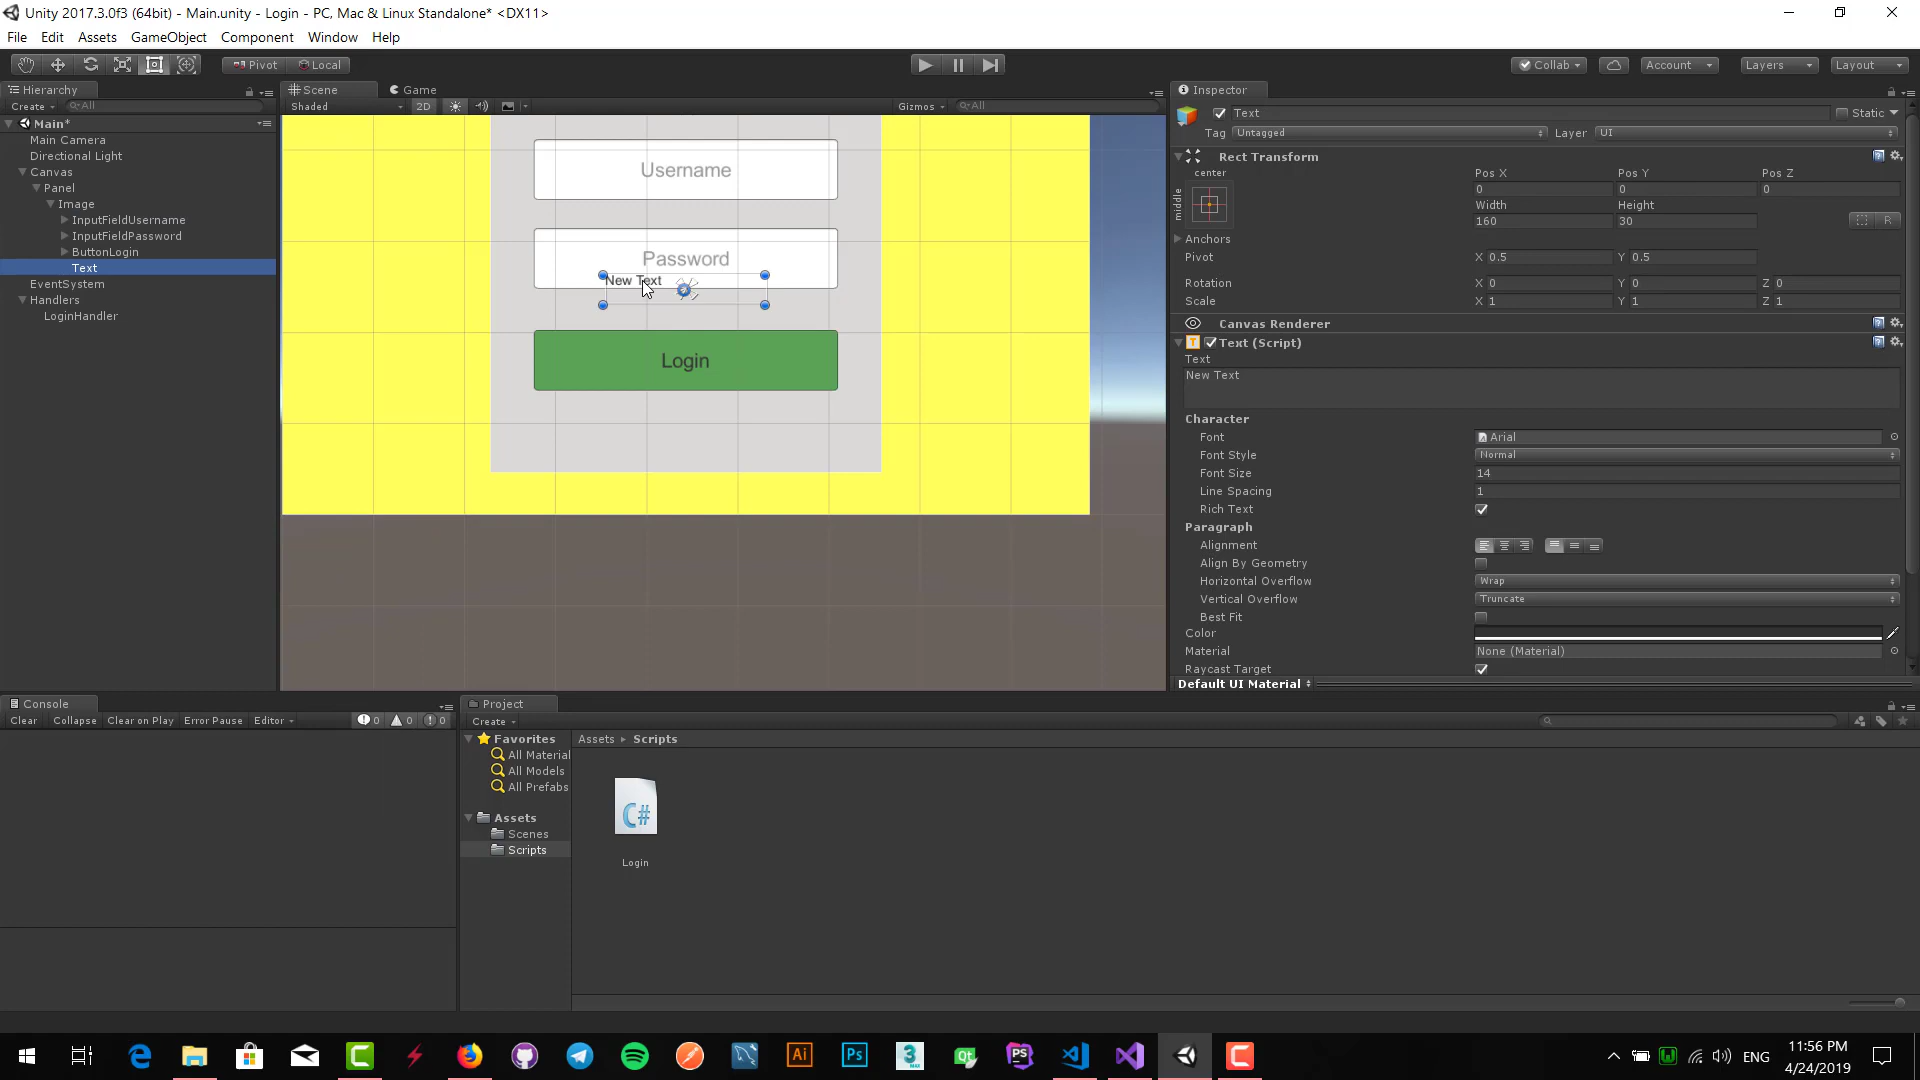 Unity 2017.3.0f3 (64bit) - Main.unity - Login - PC, Mac & Linux Standalone* <DX11>
File Edit Assets GameObject Component Window Help
Pivot Local Collab Account Layers Layout
Hierarchy
Create All
Main*
Main Camera
Directional Light
Canvas
Panel
Image
InputFieldUsername
InputFieldPassword
ButtonLogin
Text
EventSystem
Handlers
LoginHandler
Scene Game
Shaded 2D Gizmos All
Username
Password
New Text
Login
Inspector
Text Static
Tag Untagged Layer UI
Rect Transform
center Pos X Pos Y Pos Z
middle 0 0 0
Width Height
160 30 R
Anchors
Pivot X 0.5 Y 0.5
Rotation X 0 Y 0 Z 0
Scale X 1 Y 1 Z 1
Canvas Renderer
T Text (Script)
Text
New Text
Character
Font Arial
Font Style Normal
Font Size 14
Line Spacing 1
Rich Text
Paragraph
Alignment
Align By Geometry
Horizontal Overflow Wrap
Vertical Overflow Truncate
Best Fit
Color
Material None (Material)
Raycast Target
Default UI Material
Console
Clear Collapse Clear on Play Error Pause Editor 0 0 0
Project
Create
Favorites
All Material
All Models
All Prefabs
Assets
Scenes
Scripts
Assets Scripts
C#
Login
Ai Ps 3 Qt PS
ENG
11:56 PM
4/24/2019